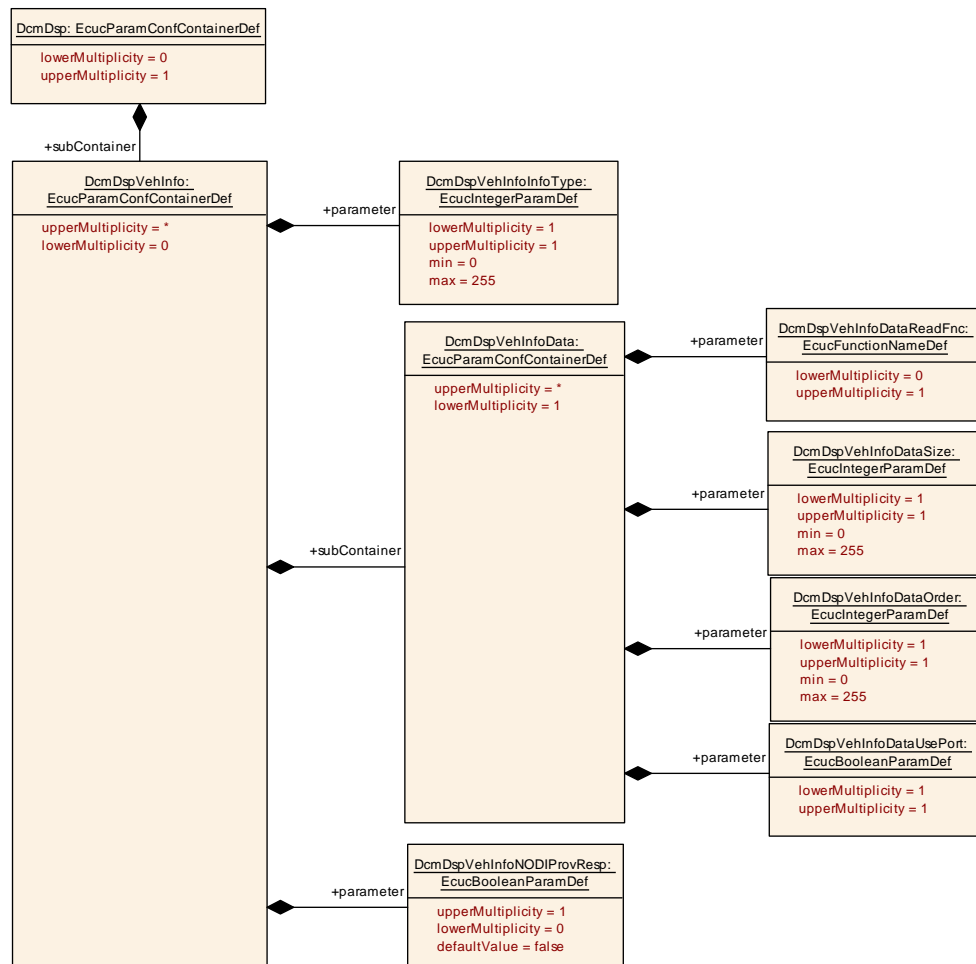 DcmDsp: EcucParamConfContainerDef
lowerMultiplicity = 0
upperMultiplicity = 1
+subContainer
DcmDspVehInfo:
EcucParamConfContainerDef
upperMultiplicity = *
lowerMultiplicity = 0
+parameter
DcmDspVehInfoInfoType:
EcucIntegerParamDef
lowerMultiplicity = 1
upperMultiplicity = 1
min = 0
max = 255
+subContainer
DcmDspVehInfoData:
EcucParamConfContainerDef
upperMultiplicity = *
lowerMultiplicity = 1
+parameter
DcmDspVehInfoDataReadFnc:
EcucFunctionNameDef
lowerMultiplicity = 0
upperMultiplicity = 1
+parameter
DcmDspVehInfoDataSize:
EcucIntegerParamDef
lowerMultiplicity = 1
upperMultiplicity = 1
min = 0
max = 255
+parameter
DcmDspVehInfoDataOrder:
EcucIntegerParamDef
lowerMultiplicity = 1
upperMultiplicity = 1
min = 0
max = 255
+parameter
DcmDspVehInfoDataUsePort:
EcucBooleanParamDef
lowerMultiplicity = 1
upperMultiplicity = 1
+parameter
DcmDspVehInfoNODIProvResp:
EcucBooleanParamDef
upperMultiplicity = 1
lowerMultiplicity = 0
defaultValue = false